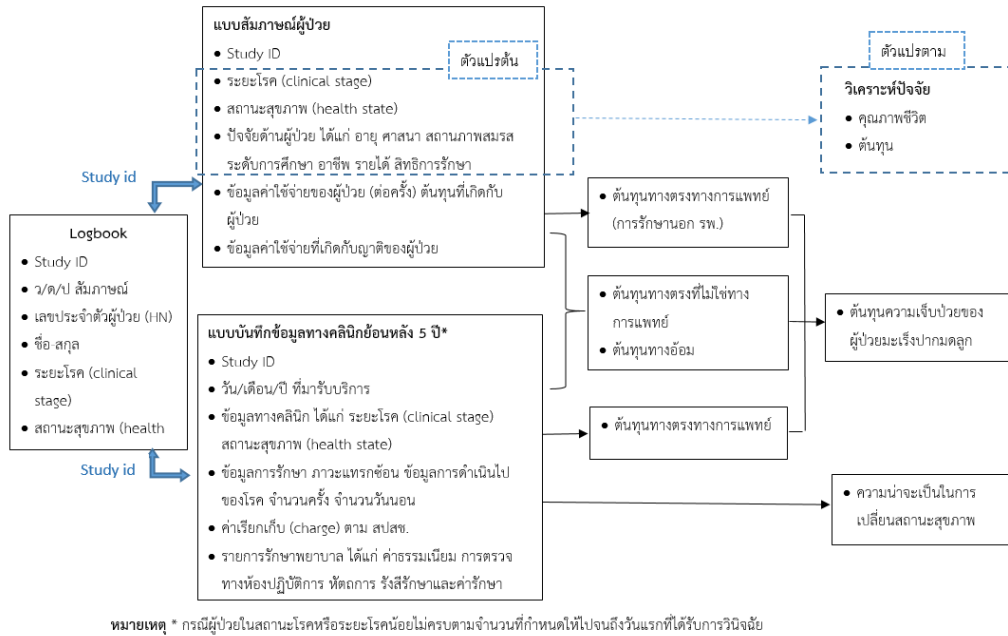 แบบสัมภาษณ์ผู้ป่วย
• Study ID
ตัวแปรต้น
• ระยะโรค (clinical stage)
• สถานะสุขภาพ (health state)
• ปัจจัยด้านผู้ป่วย ได้แก่ อายุ ศาสนา สถานภาพสมรส
ระดับการศึกษา อาชีพ รายได้ สิทธิการรักษา
• ข้อมูลค่าใช้จ่ายของผู้ป่วย (ต่อครั้ง) ต้นทุนที่เกิดกับ
ผู้ป่วย
• ข้อมูลค่าใช้จ่ายที่เกิดกับญาติของผู้ป่วย
ตัวแปรตาม
วิเคราะห์ปัจจัย
• คุณภาพชีวิต
• ต้นทุน
Study id
Logbook
• Study ID
• ว/ด/ป สัมภาษณ์
• เลขประจำตัวผู้ป่วย (HN)
• ชื่อ-สกุล
• ระยะโรค (clinical
stage)
• สถานะสุขภาพ (health
Study id
แบบบันทึกข้อมูลทางคลินิกย้อนหลัง 5 ปี*
• Study ID
• วัน/เดือน/ปี ที่มารับบริการ
• ข้อมูลทางคลินิก ได้แก่ ระยะโรค (clinical stage)
สถานะสุขภาพ (health state)
• ข้อมูลการรักษา ภาวะแทรกซ้อน ข้อมูลการดำเนินไป
ของโรค จำนวนครั้ง จำนวนวันนอน
• ค่าเรียกเก็บ (charge) ตาม สปสช.
• รายการรักษาพยาบาล ได้แก่ ค่าธรรมเนียม การตรวจ
ทางห้องปฏิบัติการ หัตถการ รังสีรักษาและค่ารักษา
• ต้นทุนทางตรงทางการแพทย์
(การรักษานอก รพ.)
• ต้นทุนทางตรงที่ไม่ใช่ทาง
การแพทย์
• ต้นทุนทางอ้อม
• ต้นทุนทางตรงทางการแพทย์
• ต้นทุนความเจ็บป่วยของ
ผู้ป่วยมะเร็งปากมดลูก
• ความน่าจะเป็นในการ
เปลี่ยนสถานะสุขภาพ
หมายเหตุ * กรณีผู้ป่วยในสถานะโรคหรือระยะโรคน้อยไม่ครบตามจำนวนที่กำหนดให้ไปจนถึงวันแรกที่ได้รับการวินิจฉัย